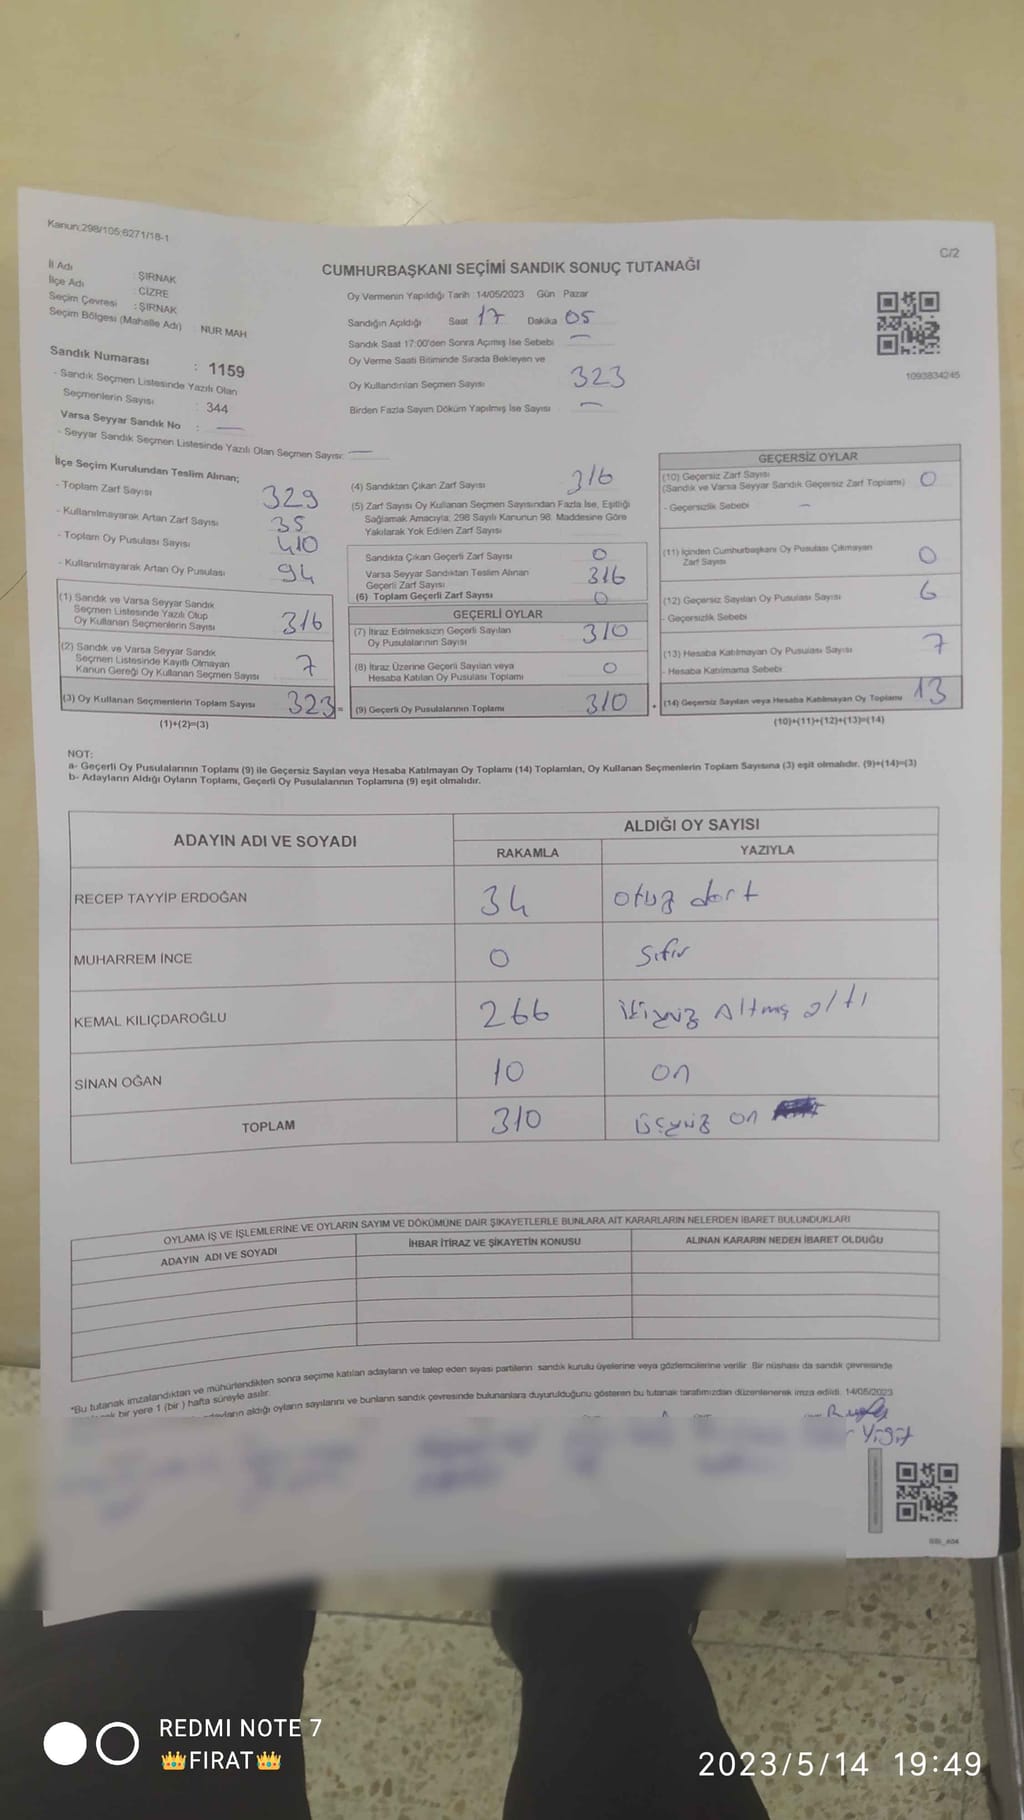 Kanun:298/105;6271/18-1
C/2
CUMHURBAŞKANI SEÇİMİ SANDIK SONUÇ TUTANAĞI
İl Adı : ŞIRNAK
İlçe Adı : CİZRE
Seçim Çevresi : ŞIRNAK
Seçim Bölgesi (Mahalle Adı) NUR MAH
Sandık Numarası : 1159
- Sandık Seçmen Listesinde Yazılı Olan
Seçmenlerin Sayısı : 344
Varsa Seyyar Sandık No : —
- Seyyar Sandık Seçmen Listesinde Yazılı Olan Seçmen Sayısı: —
Oy Vermenin Yapıldığı Tarih :14/05/2023 Gün Pazar
Sandığın Açıldığı Saat 17 Dakika 05
Sandık Saat 17:00'den Sonra Açımış İse Sebebi —
Oy Verme Saati Bitiminde Sırada Bekleyen ve
Oy Kullandırılan Seçmen Sayısı 323
Birden Fazla Sayım Döküm Yapılmış İse Sayısı —
1093834245
İlçe Seçim Kurulundan Teslim Alınan;
- Toplam Zarf Sayısı 329
- Kullanılmayarak Artan Zarf Sayısı 35
- Toplam Oy Pusulası Sayısı 410
- Kullanılmayarak Artan Oy Pusulası 94
(1) Sandık ve Varsa Seyyar Sandık
Seçmen Listesinde Yazılı Olup
Oy Kullanan Seçmenlerin Sayısı 316
(2) Sandık ve Varsa Seyyar Sandık
Seçmen Listesinde Kayıtlı Olmayan
Kanun Gereği Oy Kullanan Seçmen Sayısı 7
(3) Oy Kullanan Seçmenlerin Toplam Sayısı 323 =
(1)+(2)=(3)
(4) Sandıktan Çıkan Zarf Sayısı 316
(5) Zarf Sayısı Oy Kullanan Seçmen Sayısından Fazla İse, Eşitliği
Sağlamak Amacıyla; 298 Sayılı Kanunun 98. Maddesine Göre
Yakılarak Yok Edilen Zarf Sayısı
Sandıkta Çıkan Geçerli Zarf Sayısı 0
Varsa Seyyar Sandıktan Teslim Alınan
Geçerli Zarf Sayısı 316
(6) Toplam Geçerli Zarf Sayısı 0
GEÇERLİ OYLAR
(7) İtiraz Edilmeksizin Geçerli Sayılan
Oy Pusulalarının Sayısı 310
(8) İtiraz Üzerine Geçerli Sayılan veya
Hesaba Katılan Oy Pusulası Toplamı 0
(9) Geçerli Oy Pusulalarının Toplamı 310 +
GEÇERSİZ OYLAR
(10) Geçersiz Zarf Sayısı
(Sandık ve Varsa Seyyar Sandık Geçersiz Zarf Toplamı) 0
- Geçersizlik Sebebi —
(11) İçinden Cumhurbaşkanı Oy Pusulası Çıkmayan
Zarf Sayısı 0
(12) Geçersiz Sayılan Oy Pusulası Sayısı 6
- Geçersizlik Sebebi
(13) Hesaba Katılmayan Oy Pusulası Sayısı 7
- Hesaba Katılmama Sebebi
(14) Geçersiz Sayılan veya Hesaba Katılmayan Oy Toplamı 13
(10)+(11)+(12)+(13)=(14)
NOT:
a- Geçerli Oy Pusulalarının Toplamı (9) ile Geçersiz Sayılan veya Hesaba Katılmayan Oy Toplamı (14) Toplamları, Oy Kullanan Seçmenlerin Toplam Sayısına (3) eşit olmalıdır. (9)+(14)=(3)
b- Adayların Aldığı Oyların Toplamı, Geçerli Oy Pusulalarının Toplamına (9) eşit olmalıdır.
ADAYIN ADI VE SOYADI ALDIĞI OY SAYISI
RAKAMLA YAZIYLA
RECEP TAYYİP ERDOĞAN 34 otuz dört
MUHARREM İNCE 0 Sıfır
KEMAL KILIÇDAROĞLU 266 ikiyüz Altmış altı
SİNAN OĞAN 10 on
TOPLAM 310 üçyüz on
OYLAMA İŞ VE İŞLEMLERİNE VE OYLARIN SAYIM VE DÖKÜMÜNE DAİR ŞİKAYETLERLE BUNLARA AİT KARARLARIN NELERDEN İBARET BULUNDUKLARI
ADAYIN ADI VE SOYADI İHBAR İTİRAZ VE ŞİKAYETİN KONUSU ALINAN KARARIN NEDEN İBARET OLDUĞU
*Bu tutanak imzalandıktan ve mühürlendikten sonra seçime katılan adayların ve talep eden siyasi partilerin sandık kurulu üyelerine veya gözlemcilerine verilir. Bir nüshası da sandık çevresinde
bir yere 1 (bir) hafta süreyle asılır.
aldığı oyların sayılarını ve bunların sandık çevresinde bulunanlara duyurulduğunu gösteren bu tutanak tarafımızdan düzenlenerek imza edildi. 14/05/2023
Yiğit
REDMI NOTE 7
👑FIRAT👑
2023/5/14 19:49